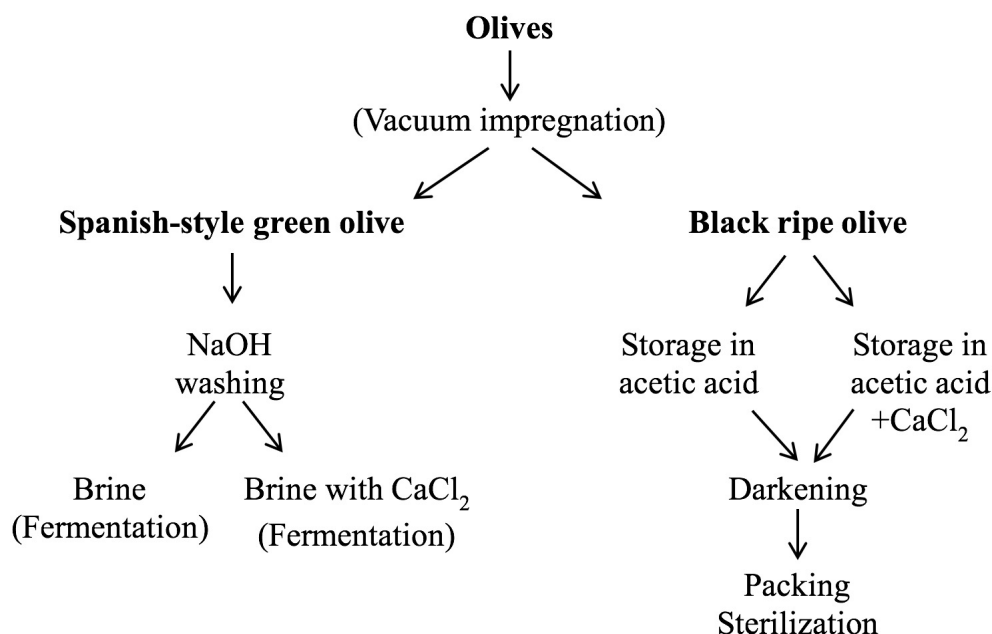 Olives
(Vacuum impregnation)
Spanish-style green olive
Black ripe olive
NaOH
washing
Brine
(Fermentation)
Brine with CaCl₂
(Fermentation)
Storage in
acetic acid
Storage in
acetic acid
+CaCl₂
Darkening
Packing
Sterilization